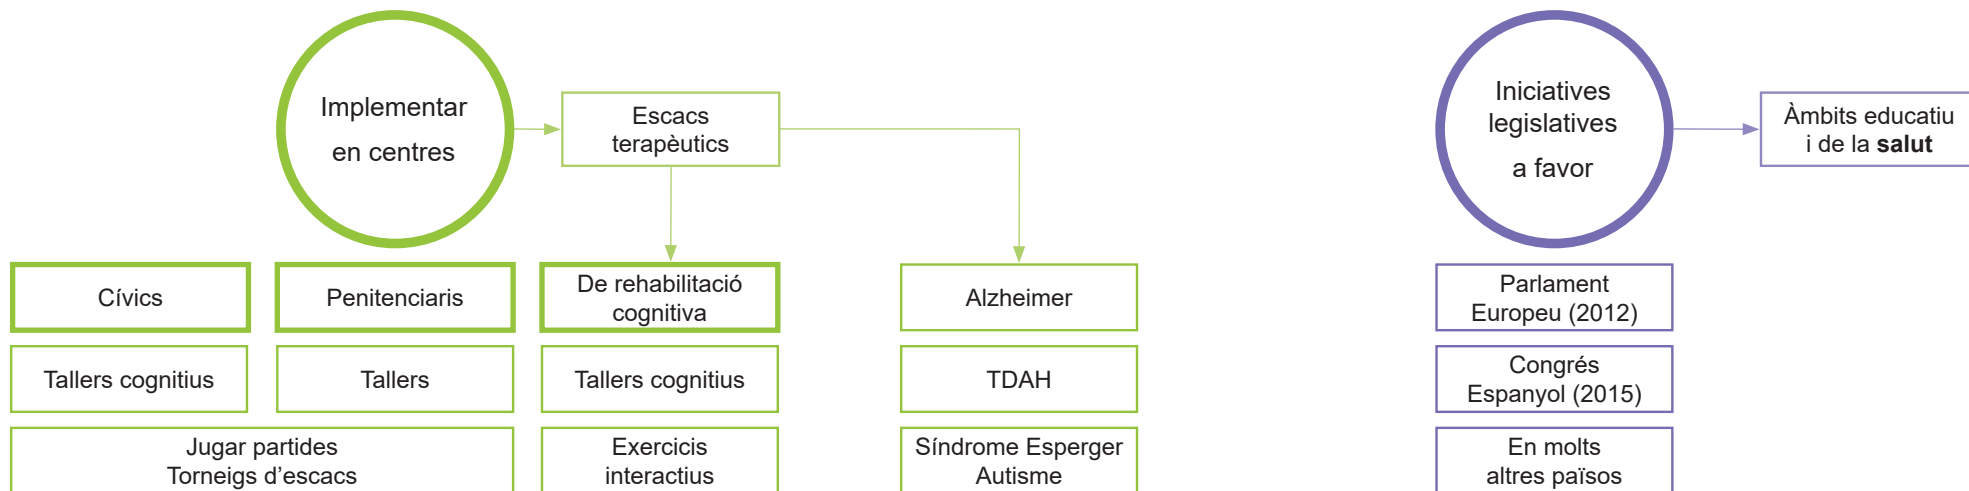 Implementar
en centres
Escacs
terapèutics
Iniciatives
legislatives
a favor
Àmbits educatiu
i de la salut
Cívics
Penitenciaris
De rehabilitació
cognitiva
Alzheimer
Parlament
Europeu (2012)
Tallers cognitius
Tallers
Tallers cognitius
TDAH
Congrés
Espanyol (2015)
Jugar partides
Torneigs d’escacs
Exercicis
interactius
Síndrome Esperger
Autisme
En molts
altres països